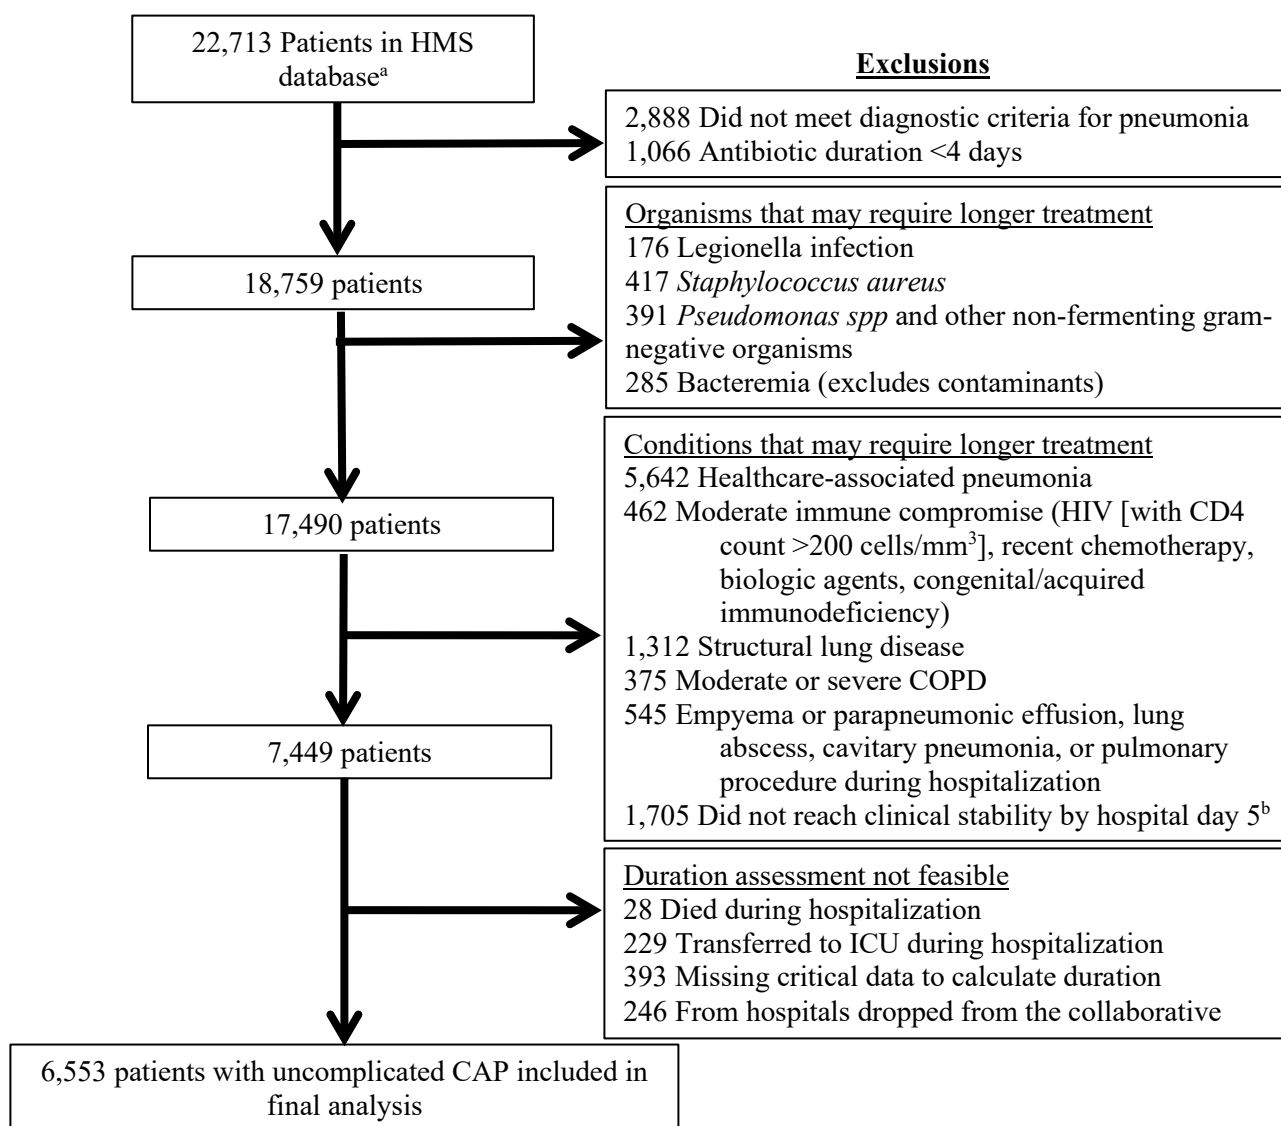 22,713 Patients in HMS
databaseᵃ
Exclusions
2,888 Did not meet diagnostic criteria for pneumonia
1,066 Antibiotic duration <4 days
18,759 patients
Organisms that may require longer treatment
176 Legionella infection
417 Staphylococcus aureus
391 Pseudomonas spp and other non-fermenting gram-
negative organisms
285 Bacteremia (excludes contaminants)
17,490 patients
Conditions that may require longer treatment
5,642 Healthcare-associated pneumonia
462 Moderate immune compromise (HIV [with CD4
count >200 cells/mm³], recent chemotherapy,
biologic agents, congenital/acquired
immunodeficiency)
1,312 Structural lung disease
375 Moderate or severe COPD
545 Empyema or parapneumonic effusion, lung
abscess, cavitary pneumonia, or pulmonary
procedure during hospitalization
1,705 Did not reach clinical stability by hospital day 5ᵇ
7,449 patients
Duration assessment not feasible
28 Died during hospitalization
229 Transferred to ICU during hospitalization
393 Missing critical data to calculate duration
246 From hospitals dropped from the collaborative
6,553 patients with uncomplicated CAP included in
final analysis